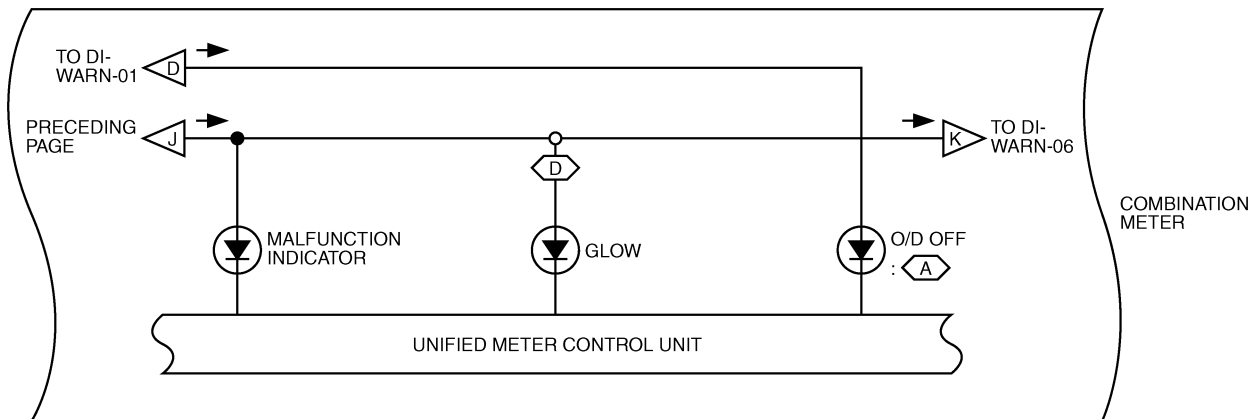 TO DI-
WARN-01
D
PRECEDING
PAGE
J
K
TO DI-
WARN-06
D
COMBINATION
METER
MALFUNCTION
INDICATOR
GLOW
O/D OFF
: A
UNIFIED METER CONTROL UNIT